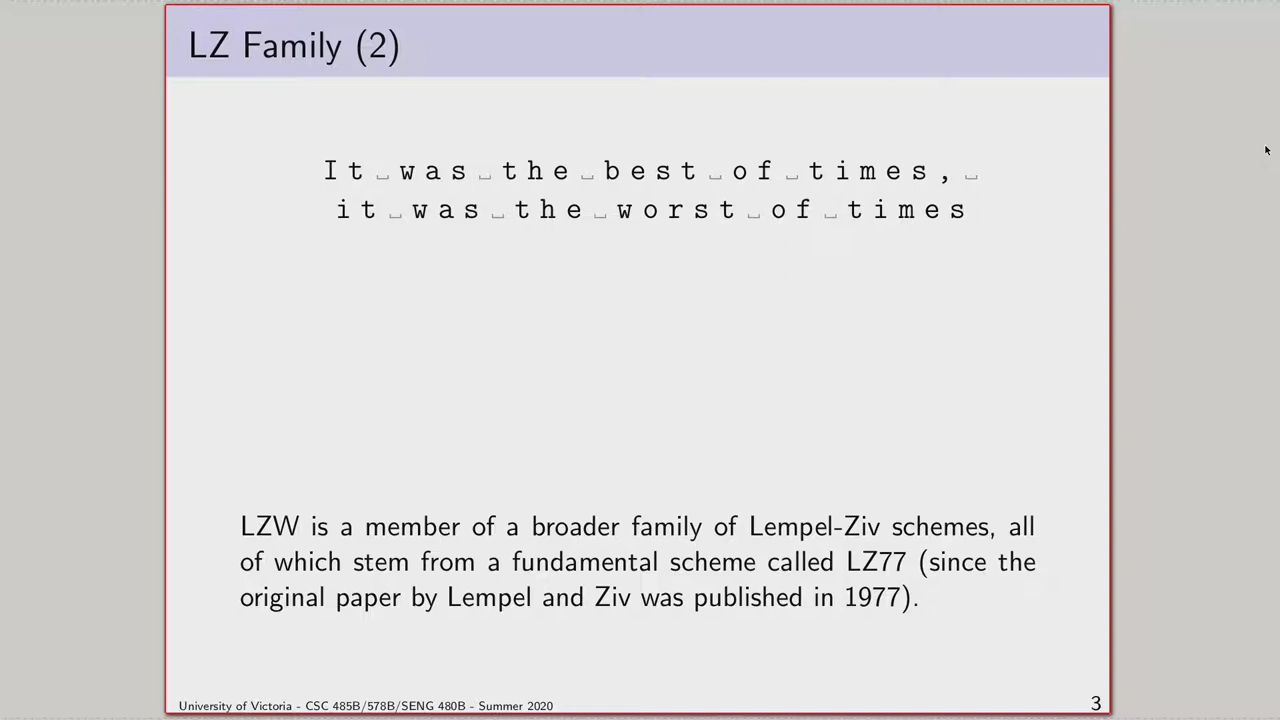 LZ Family (2)
It␣was␣the␣best␣of␣times,␣
it␣was␣the␣worst␣of␣times
LZW is a member of a broader family of Lempel-Ziv schemes, all
of which stem from a fundamental scheme called LZ77 (since the
original paper by Lempel and Ziv was published in 1977).
University of Victoria - CSC 485B/578B/SENG 480B - Summer 2020
3